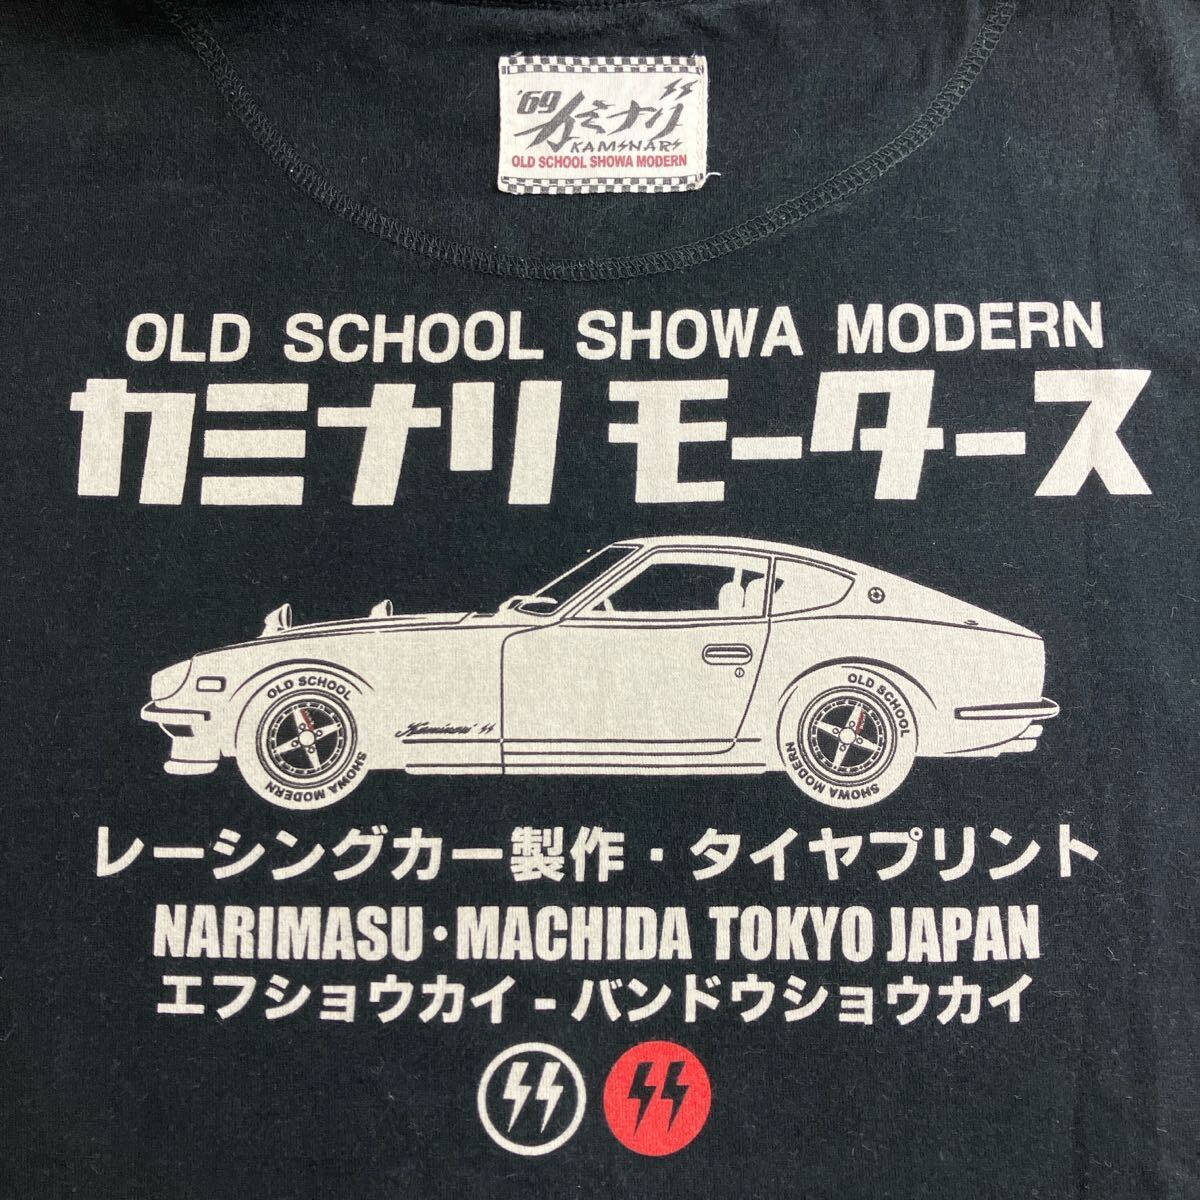 '69 カミナリ
KAMINARI
OLD SCHOOL SHOWA MODERN
OLD SCHOOL SHOWA MODERN
カミナリ モータース
OLD SCHOOL
SHOWA MODERN
Kaminari
OLD SCHOOL
SHOWA MODERN
レーシングカー製作・タイヤプリント
NARIMASU・MACHIDA TOKYO JAPAN
エフショウカイ-バンドウショウカイ